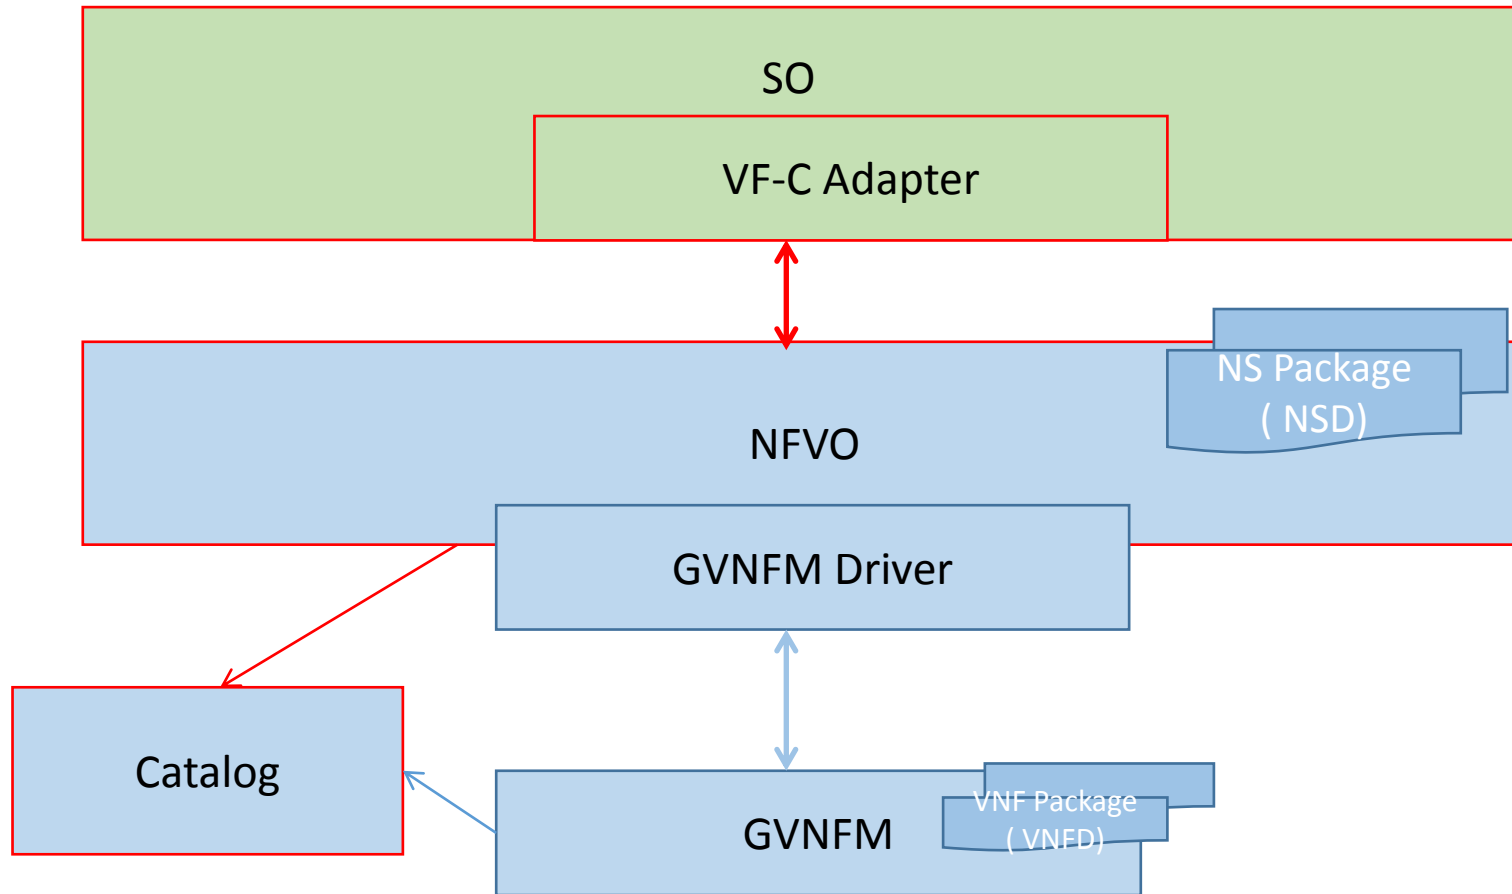 SO
VF-C Adapter
NS Package
( NSD)
NFVO
GVNFM Driver
Catalog
VNF Package
( VNFD)
GVNFM